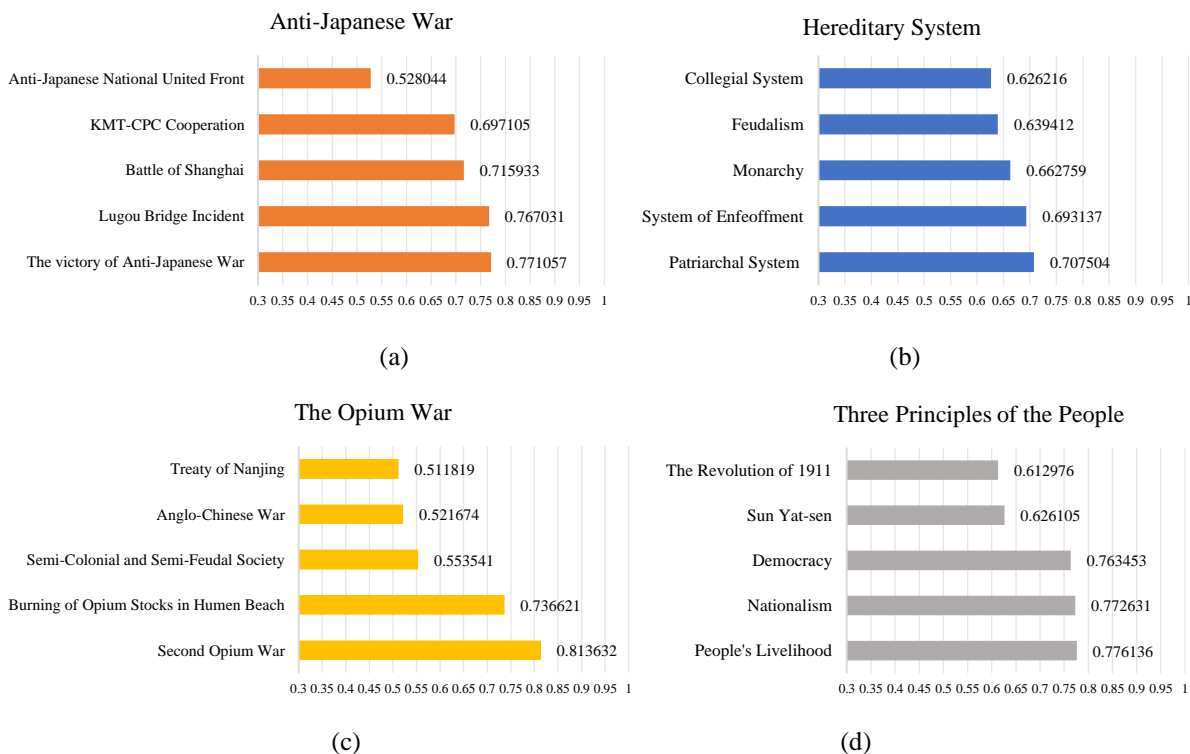 Anti-Japanese War
Anti-Japanese National United Front 0.528044
KMT-CPC Cooperation 0.697105
Battle of Shanghai 0.715933
Lugou Bridge Incident 0.767031
The victory of Anti-Japanese War 0.771057
0.3 0.35 0.4 0.45 0.5 0.55 0.6 0.65 0.7 0.75 0.8 0.85 0.9 0.95 1
(a)
Hereditary System
Collegial System 0.626216
Feudalism 0.639412
Monarchy 0.662759
System of Enfeoffment 0.693137
Patriarchal System 0.707504
0.3 0.35 0.4 0.45 0.5 0.55 0.6 0.65 0.7 0.75 0.8 0.85 0.9 0.95 1
(b)
The Opium War
Treaty of Nanjing 0.511819
Anglo-Chinese War 0.521674
Semi-Colonial and Semi-Feudal Society 0.553541
Burning of Opium Stocks in Humen Beach 0.736621
Second Opium War 0.813632
0.3 0.35 0.4 0.45 0.5 0.55 0.6 0.65 0.7 0.75 0.8 0.85 0.9 0.95 1
(c)
Three Principles of the People
The Revolution of 1911 0.612976
Sun Yat-sen 0.626105
Democracy 0.763453
Nationalism 0.772631
People's Livelihood 0.776136
0.3 0.35 0.4 0.45 0.5 0.55 0.6 0.65 0.7 0.75 0.8 0.85 0.9 0.95 1
(d)